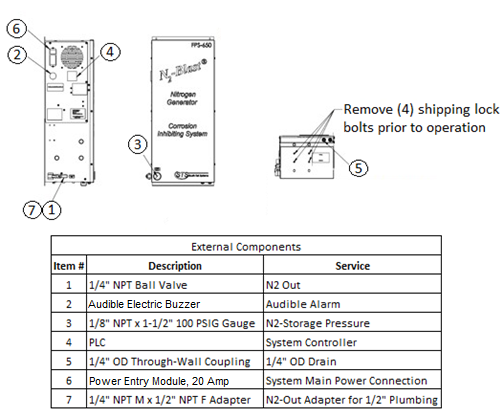 6
2
4
FPS-650
N2-Blast®
Nitrogen
Generator
Corrosion
Inhibiting System
3
7 1
Remove (4) shipping lock
bolts prior to operation
5
External Components
Item # Description Service
1 1/4" NPT Ball Valve N2 Out
2 Audible Electric Buzzer Audible Alarm
3 1/8" NPT x 1-1/2" 100 PSIG Gauge N2-Storage Pressure
4 PLC System Controller
5 1/4" OD Through-Wall Coupling 1/4" OD Drain
6 Power Entry Module, 20 Amp System Main Power Connection
7 1/4" NPT M x 1/2" NPT F Adapter N2-Out Adapter for 1/2" Plumbing